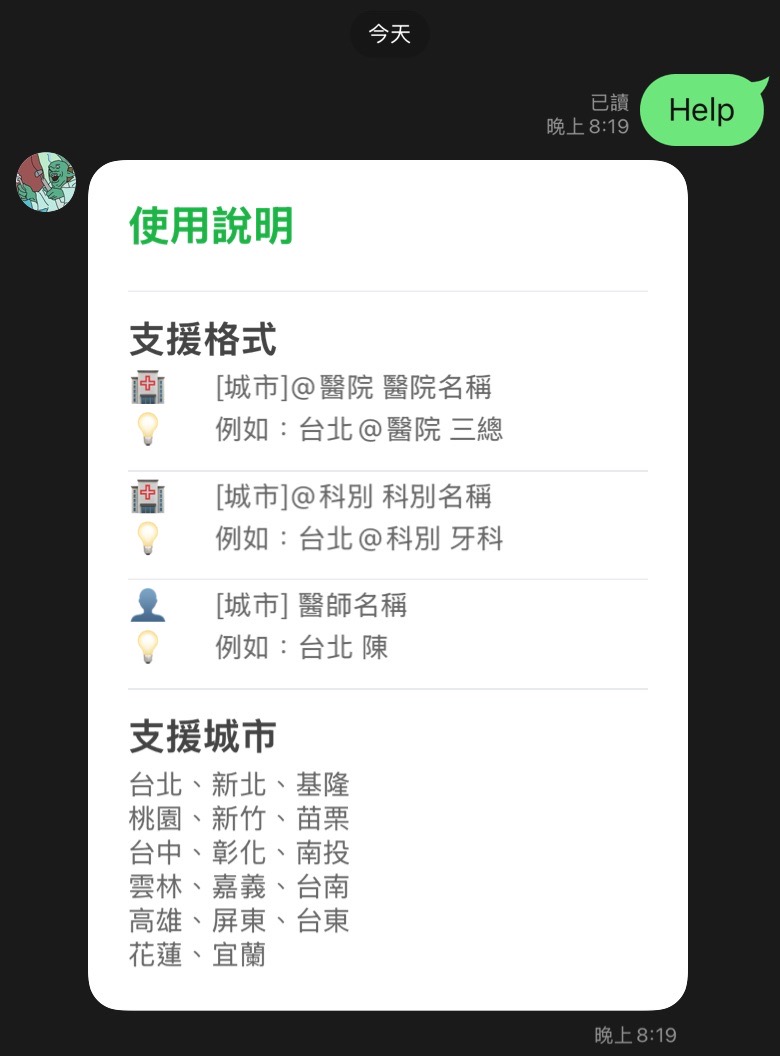 今天
已讀
晚上 8:19
Help
使用說明
支援格式
[城市]@醫院 醫院名稱
例如：台北@醫院 三總
[城市]@科別 科別名稱
例如：台北@科別 牙科
[城市] 醫師名稱
例如：台北 陳
支援城市
台北、新北、基隆
桃園、新竹、苗栗
台中、彰化、南投
雲林、嘉義、台南
高雄、屏東、台東
花蓮、宜蘭
晚上 8:19